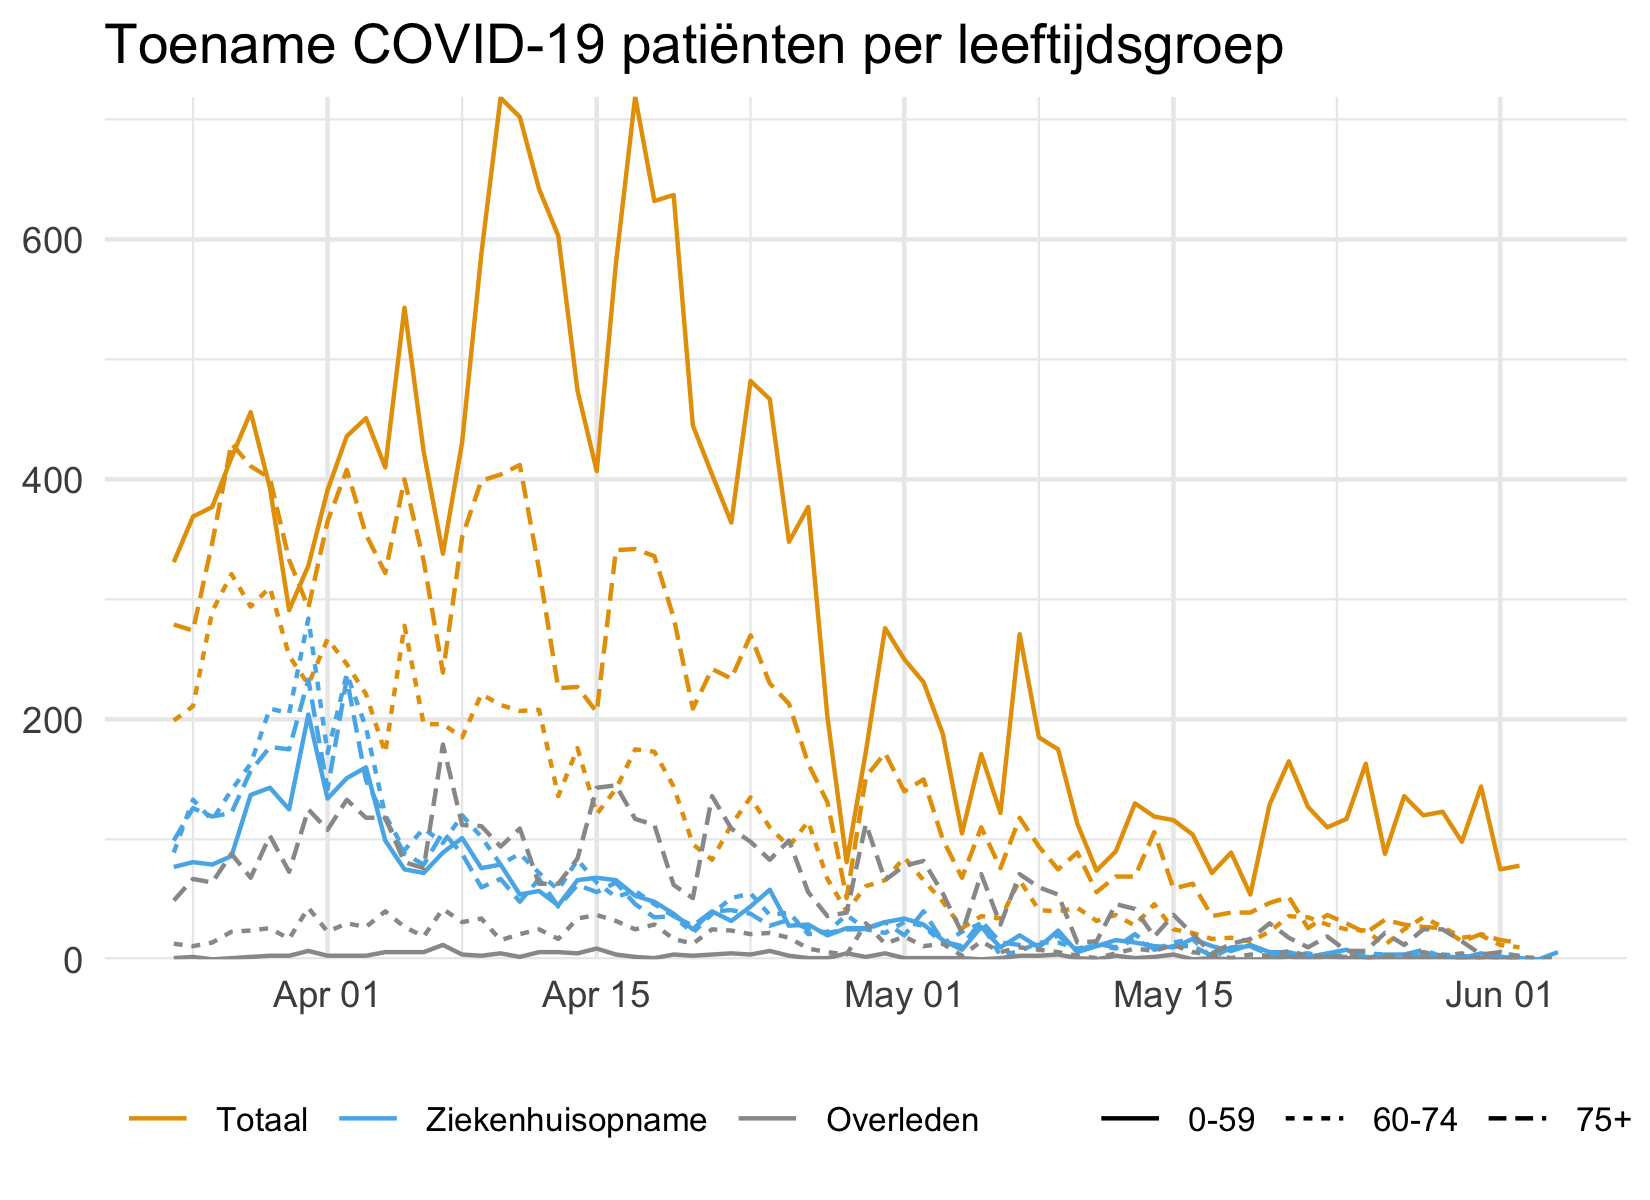 Toename COVID-19 patiënten per leeftijdsgroep
600
400
200
0
Apr 01 Apr 15 May 01 May 15 Jun 01
Totaal Ziekenhuisopname Overleden 0-59 60-74 75+